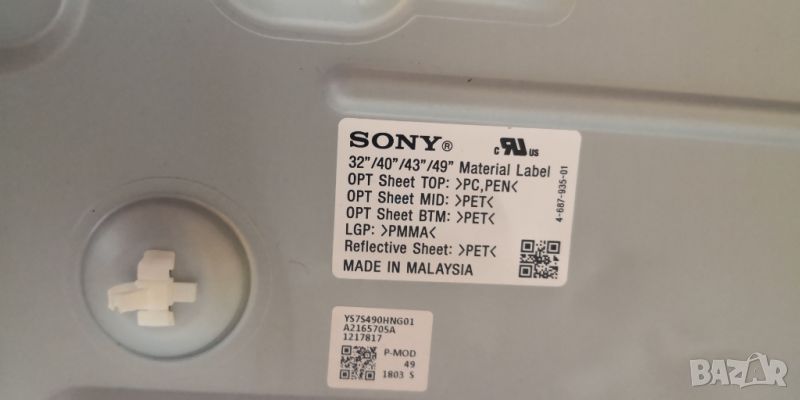 SONY® c RU us
32"/40"/43"/49" Material Label
OPT Sheet TOP: >PC,PEN<
OPT Sheet MID: >PET<
OPT Sheet BTM: >PET<
LGP: >PMMA<
Reflective Sheet: >PET<
MADE IN MALAYSIA
4-687-935-01
YS7S490HNG01
A2165705A
1217817
P-MOD
49
1803 S
BAZAR